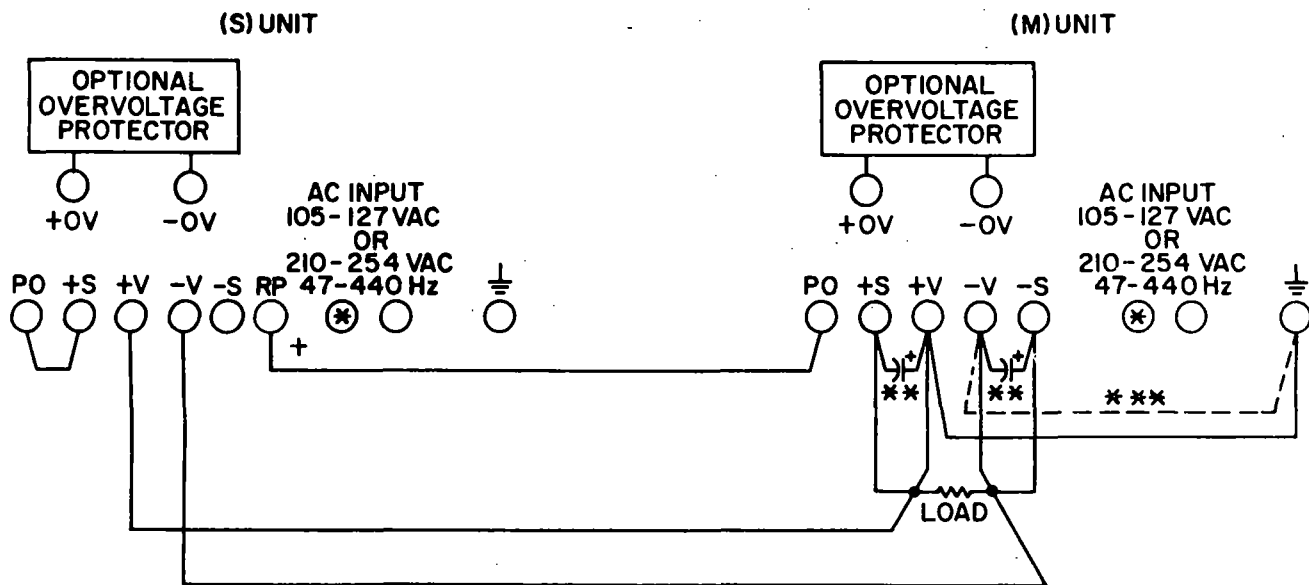 (S) UNIT
(M) UNIT
OPTIONAL
OVERVOLTAGE
PROTECTOR
+OV
-OV
AC INPUT
105-127 VAC
OR
210-254 VAC
47-440 Hz
PO
+S
+V
-V
-S
RP
*
+
OPTIONAL
OVERVOLTAGE
PROTECTOR
+OV
-OV
AC INPUT
105-127 VAC
OR
210-254 VAC
47-440 Hz
PO
+S
+V
-V
-S
*
+
**
+
**
***
LOAD